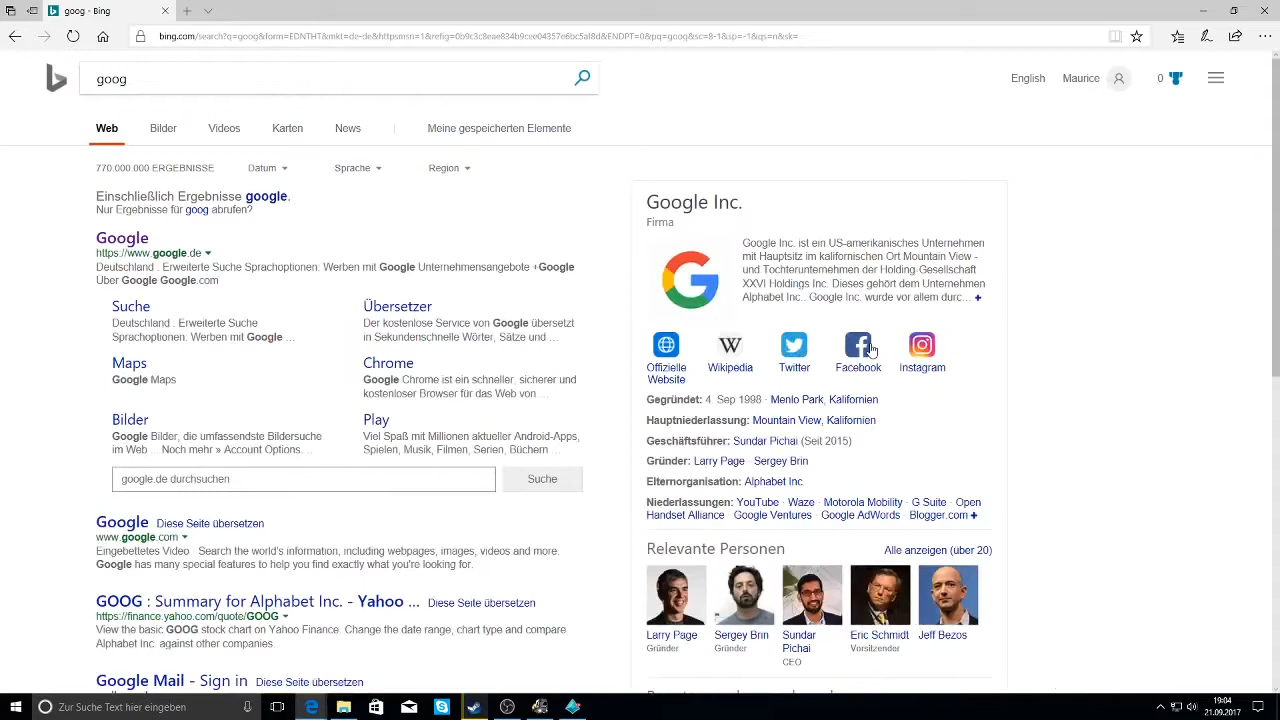 goog - Bing
bing.com/search?q=goog&form=EDNTHT&mkt=de-de&httpsmsn=1&refig=0b9c3c8eae834b9cee04357e6bc5af8d&ENDPT=0&pq=goog&sc=8-1&sp=-1&qs=n&sk=
goog
English
Maurice
0
Web
Bilder
Videos
Karten
News
Meine gespeicherten Elemente
770.000.000 ERGEBNISSE
Datum
Sprache
Region
Einschließlich Ergebnisse google.
Nur Ergebnisse für goog abrufen?
Google
https://www.google.de
Deutschland . Erweiterte Suche Sprachoptionen: Werben mit Google Unternehmensangebote +Google
Über Google Google.com
Suche
Deutschland . Erweiterte Suche
Sprachoptionen: Werben mit Google ...
Übersetzer
Der kostenlose Service von Google übersetzt
in Sekundenschnelle Wörter, Sätze und ...
Maps
Google Maps
Chrome
Google Chrome ist ein schneller, sicherer und
kostenloser Browser für das Web von ...
Bilder
Google Bilder, die umfassendste Bildersuche
im Web ... Noch mehr » Account Options...
Play
Viel Spaß mit Millionen aktueller Android-Apps,
Spielen, Musik, Filmen, Serien, Büchern ...
google.de durchsuchen
Suche
Google Diese Seite übersetzen
www.google.com
Eingebettetes Video · Search the world's information, including webpages, images, videos and more.
Google has many special features to help you find exactly what you're looking for.
GOOG : Summary for Alphabet Inc. - Yahoo ... Diese Seite übersetzen
https://finance.yahoo.com/quote/GOOG
View the basic GOOG stock chart on Yahoo Finance. Change the date range, chart type and compare
Alphabet Inc. against other companies.
Google Mail - Sign in Diese Seite übersetzen
Google Inc.
Firma
Google Inc. ist ein US-amerikanisches Unternehmen
mit Hauptsitz im kalifornischen Ort Mountain View -
und Tochterunternehmen der Holding-Gesellschaft
XXVI Holdings Inc. Dieses gehört dem Unternehmen
Alphabet Inc.. Google Inc. wurde vor allem durc... +
Offizielle
Website
Wikipedia
Twitter
Facebook
Instagram
Gegründet: 4. Sep 1998 · Menlo Park, Kalifornien
Hauptniederlassung: Mountain View, Kalifornien
Geschäftsführer: Sundar Pichai (Seit 2015)
Gründer: Larry Page · Sergey Brin
Elternorganisation: Alphabet Inc.
Niederlassungen: YouTube · Waze · Motorola Mobility · G Suite · Open
Handset Alliance · Google Ventures · Google AdWords · Blogger.com +
Relevante Personen
Alle anzeigen (über 20)
Larry Page
Gründer
Sergey Brin
Gründer
Sundar
Pichai
CEO
Eric Schmidt
Vorsitzender
Jeff Bezos
Zur Suche Text hier eingeben
19:04
21.09.2017